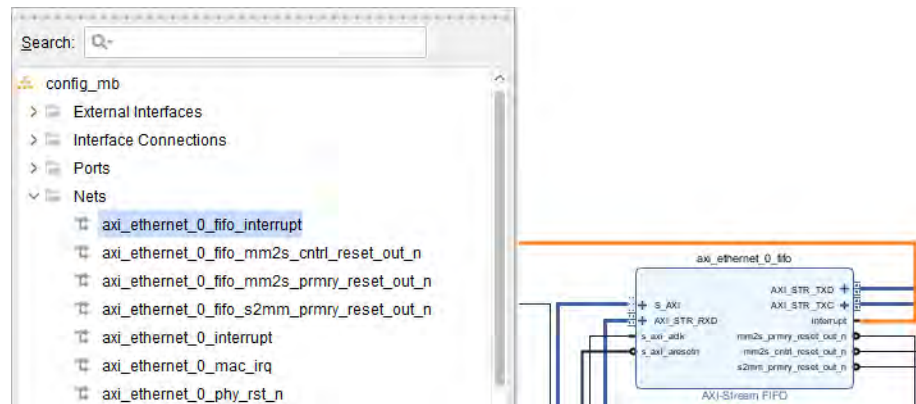 Search:
config_mb
External Interfaces
Interface Connections
Ports
Nets
axi_ethernet_0_fifo_interrupt
axi_ethernet_0_fifo_mm2s_cntrl_reset_out_n
axi_ethernet_0_fifo_mm2s_prmry_reset_out_n
axi_ethernet_0_fifo_s2mm_prmry_reset_out_n
axi_ethernet_0_interrupt
axi_ethernet_0_mac_irq
axi_ethernet_0_phy_rst_n
axi_ethernet_0_fifo
S_AXI
AXI_STR_RXD
s_axi_aclk
s_axi_aresetn
AXI_STR_TXD
AXI_STR_TXC
interrupt
mm2s_prmry_reset_out_n
mm2s_cntrl_reset_out_n
s2mm_prmry_reset_out_n
AXI-Stream FIFO